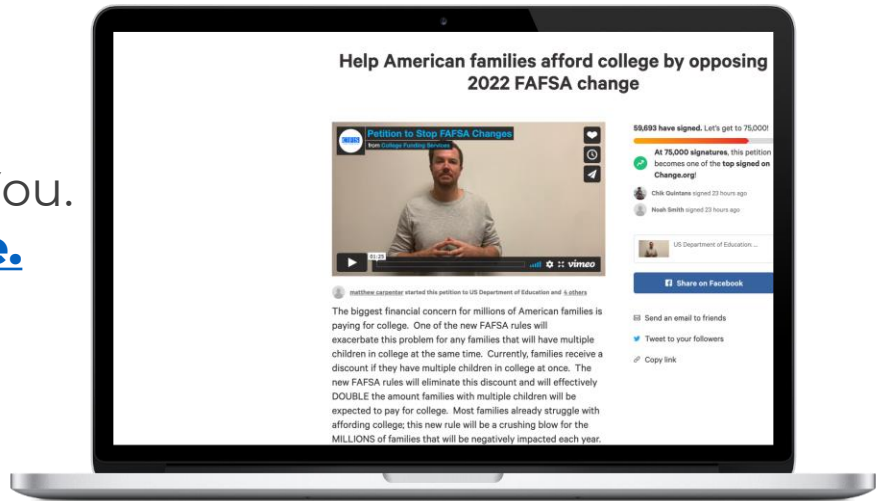 You.
e.
Help American families afford college by opposing
2022 FAFSA change
CFS
Petition to Stop FAFSA Changes
from College Funding Services
01:25
vimeo
matthew carpenter started this petition to US Department of Education and 4 others
The biggest financial concern for millions of American families is
paying for college. One of the new FAFSA rules will
exacerbate this problem for any families that will have multiple
children in college at the same time. Currently, families receive a
discount if they have multiple children in college at once. The
new FAFSA rules will eliminate this discount and will effectively
DOUBLE the amount families with multiple children will be
expected to pay for college. Most families already struggle with
affording college; this new rule will be a crushing blow for the
MILLIONS of families that will be negatively impacted each year.
59,693 have signed. Let's get to 75,000!
At 75,000 signatures, this petition
becomes one of the top signed on
Change.org!
Chik Quintans signed 23 hours ago
Noah Smith signed 23 hours ago
US Department of Education: ...
Share on Facebook
Send an email to friends
Tweet to your followers
Copy link